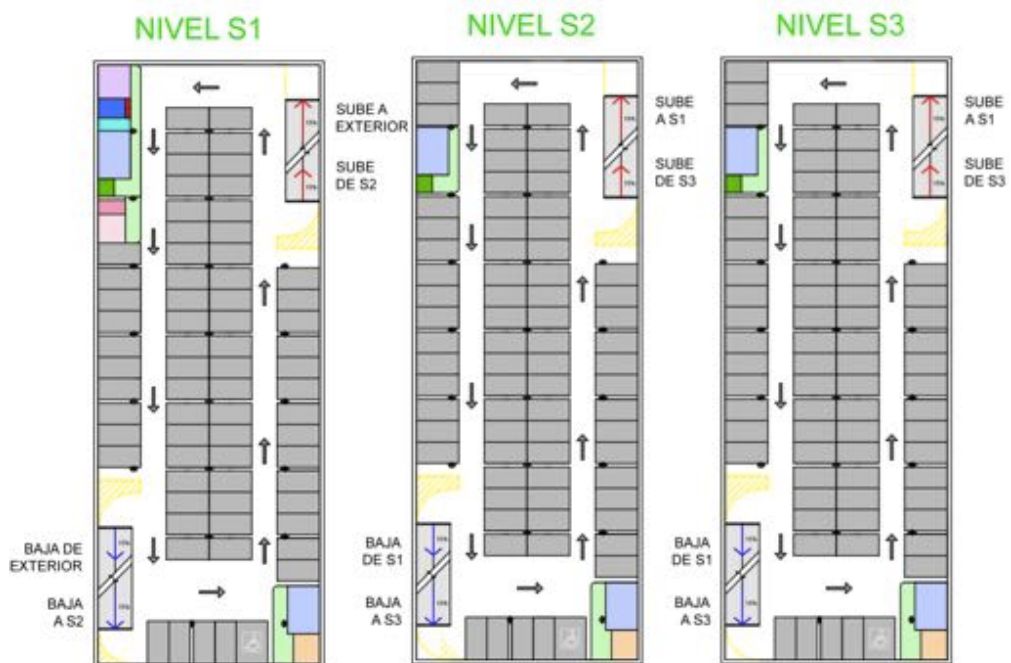 NIVEL S1
NIVEL S2
NIVEL S3
SUBE A
EXTERIOR
SUBE
DE S2
BAJA DE
EXTERIOR
BAJA
A S2
SUBE
A S1
SUBE
DE S3
BAJA
DE S1
BAJA
A S3
SUBE
A S1
SUBE
DE S3
BAJA
DE S1
BAJA
A S3